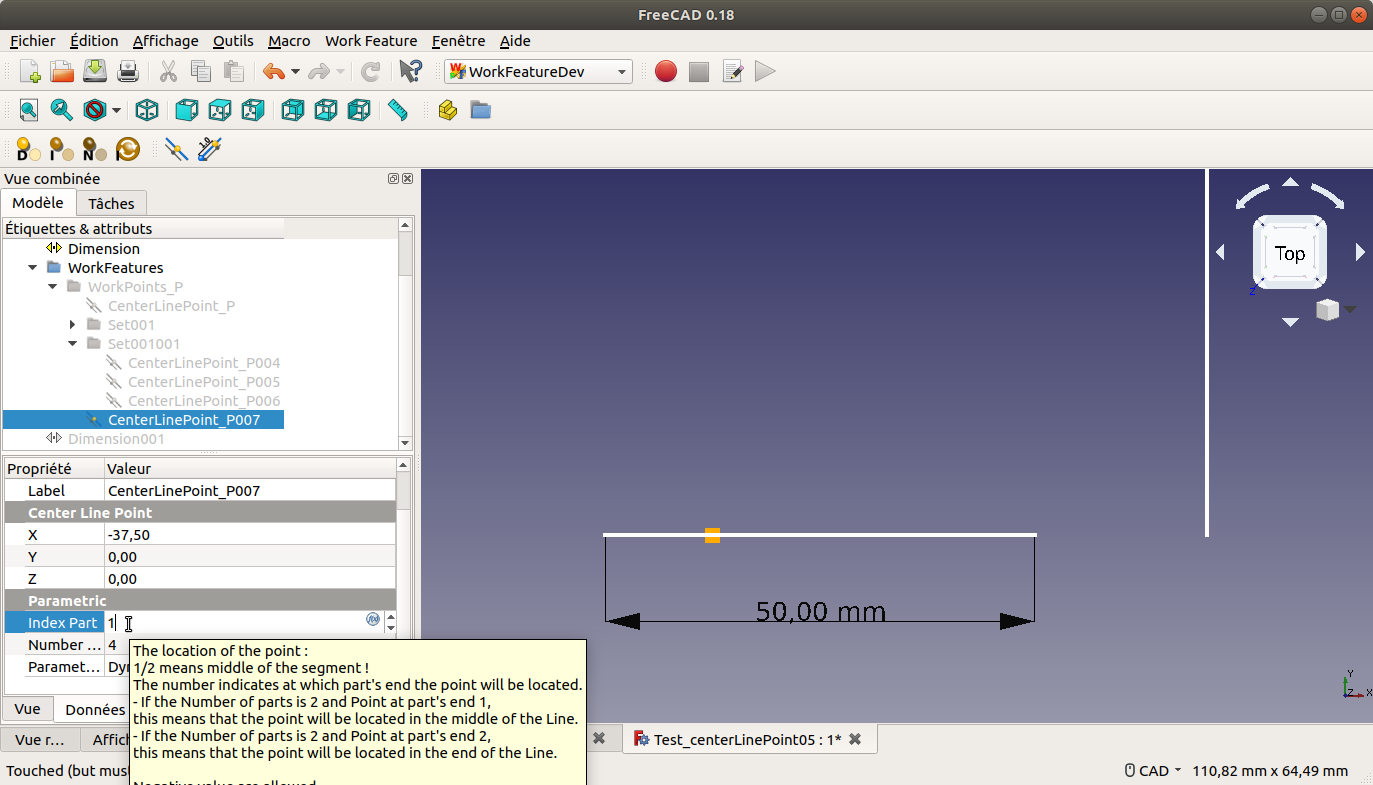 FreeCAD 0.18
Fichier Édition Affichage Outils Macro Work Feature Fenêtre Aide
WorkFeatureDev
D I N P
1.0
Vue combinée
Modèle Tâches
Étiquettes & attributs
Dimension
WorkFeatures
WorkPoints_P
CenterLinePoint_P
Set001
Set001001
CenterLinePoint_P004
CenterLinePoint_P005
CenterLinePoint_P006
CenterLinePoint_P007
Dimension001
Propriété Valeur
Label CenterLinePoint_P007
Center Line Point
X -37,50
Y 0,00
Z 0,00
Parametric
Index Part 1
Number ... 4
Paramet... Dyn
The location of the point :
1/2 means middle of the segment !
The number indicates at which part's end the point will be located.
- If the Number of parts is 2 and Point at part's end 1,
this means that the point will be located in the middle of the Line.
- If the Number of parts is 2 and Point at part's end 2,
this means that the point will be located in the end of the Line.
Negative value are allowed
Vue Données
Vue r... Affich
Touched (but mus
Top
Z
50,00 mm
Y
Z X
Test_centerLinePoint05 : 1*
CAD 110,82 mm x 64,49 mm